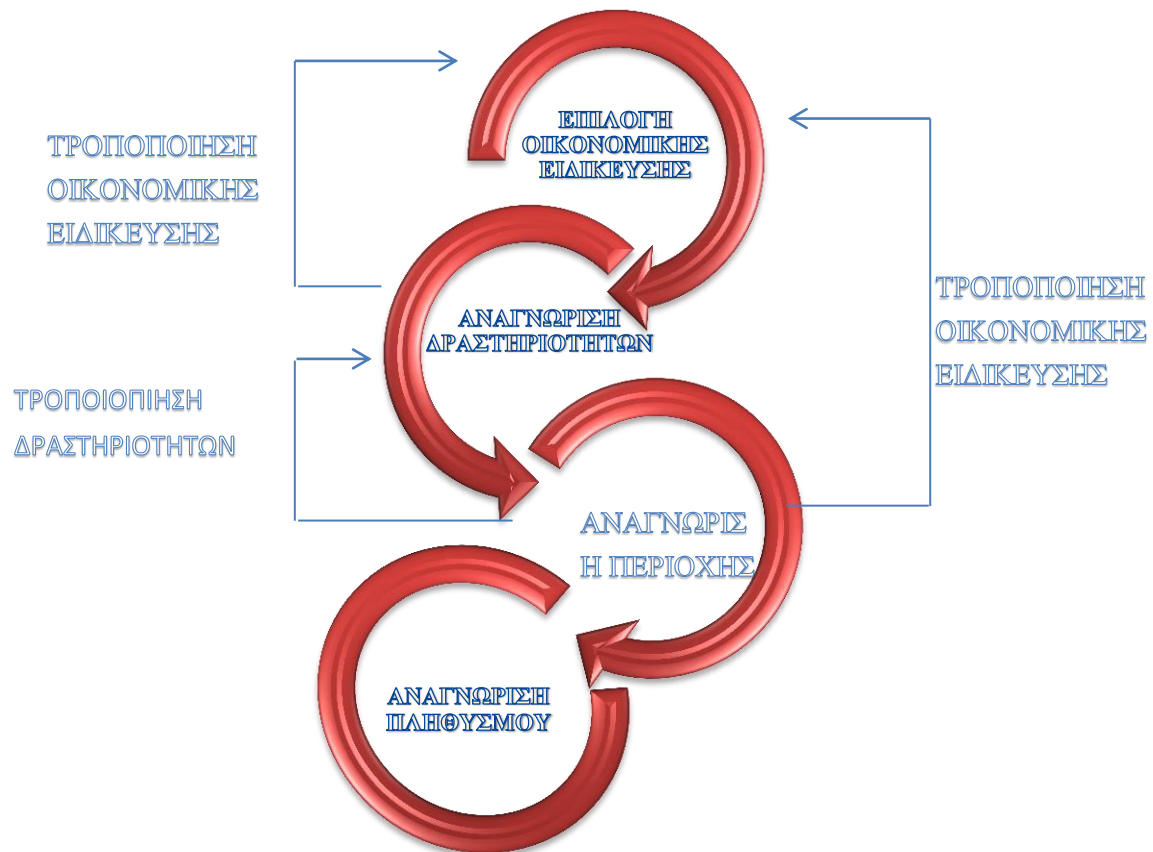 ΕΠΙΛΟΓΗ
ΟΙΚΟΝΟΜΙΚΗΣ
ΕΙΔΙΚΕΥΣΗΣ
ΤΡΟΠΟΠΟΙΗΣΗ
ΟΙΚΟΝΟΜΙΚΗΣ
ΕΙΔΙΚΕΥΣΗΣ
ΑΝΑΓΝΩΡΙΣΗ
ΔΡΑΣΤΗΡΙΟΤΗΤΩΝ
ΤΡΟΠΟΠΟΙΗΣΗ
ΟΙΚΟΝΟΜΙΚΗΣ
ΕΙΔΙΚΕΥΣΗΣ
ΤΡΟΠΟΙΟΠΙΗΣΗ
ΔΡΑΣΤΗΡΙΟΤΗΤΩΝ
ΑΝΑΓΝΩΡΙΣ
Η ΠΕΡΙΟΧΗΣ
ΑΝΑΓΝΩΡΙΣΗ
ΠΛΗΘΥΣΜΟΥ